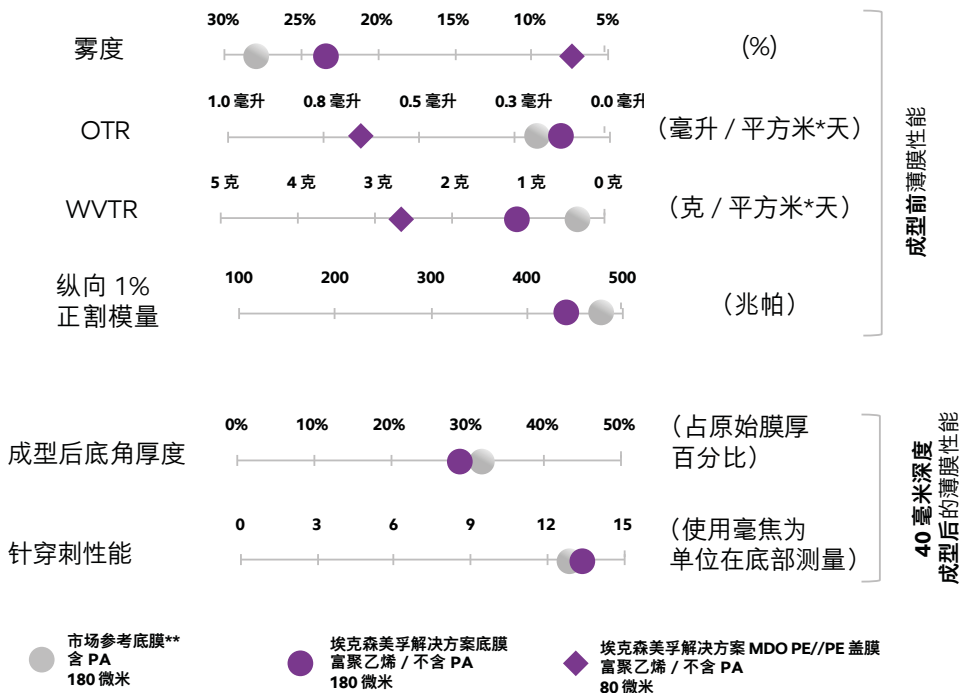 30% 25% 20% 15% 10% 5%
雾度
(%)
1.0 毫升 0.8 毫升 0.5 毫升 0.3 毫升 0.0 毫升
OTR
（毫升 / 平方米*天）
5 克 4 克 3 克 2 克 1 克 0 克
WVTR
（克 / 平方米*天）
纵向 1%
正割模量
100 200 300 400 500
（兆帕）
成型前薄膜性能
0% 10% 20% 30% 40% 50%
成型后底角厚度
（占原始膜厚
百分比）
0 3 6 9 12 15
针穿刺性能
（使用毫焦为
单位在底部测量）
40 毫米深度
成型后的薄膜性能
市场参考底膜**
含 PA
180 微米
埃克森美孚解决方案底膜
富聚乙烯 / 不含 PA
180 微米
埃克森美孚解决方案 MDO PE//PE 盖膜
富聚乙烯 / 不含 PA
80 微米